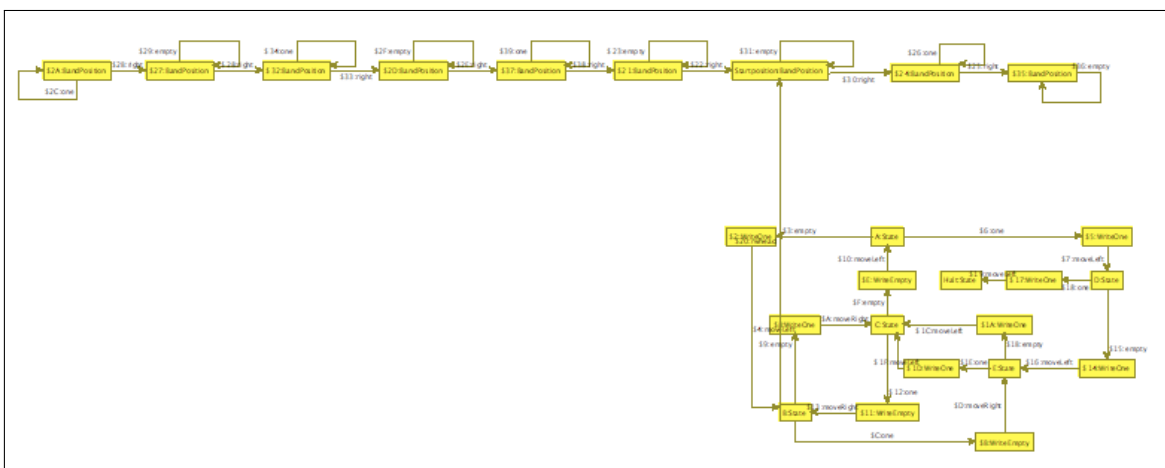 $29:empty
$34:one
$2F:empty
$39:one
$23:empty
$31:empty
$26:one
$2A:BandPosition
$28:right
$27:BandPosition
$2B:right
$32:BandPosition
$33:right
$2D:BandPosition
$2E:right
$37:BandPosition
$38:right
$21:BandPosition
$22:right
Startposition:BandPosition
$30:right
$24:BandPosition
$25:right
$35:BandPosition
$36:empty
$2C:one
$3:empty
A:State
$6:one
$5:WriteOne
$10:moveLeft
$7:moveLeft
$E:WriteEmpty
Halt:State
$17:WriteOne
D:State
$18:one
$F:empty
$A:moveRight
C:State
$1C:moveLeft
$1A:WriteOne
$9:empty
$1B:empty
$15:empty
$1D:WriteOne
$1E:one
E:State
$16:moveLeft
$14:WriteOne
$12:one
$D:moveRight
B:State
$13:moveRight
$11:WriteEmpty
$C:one
$B:WriteEmpty